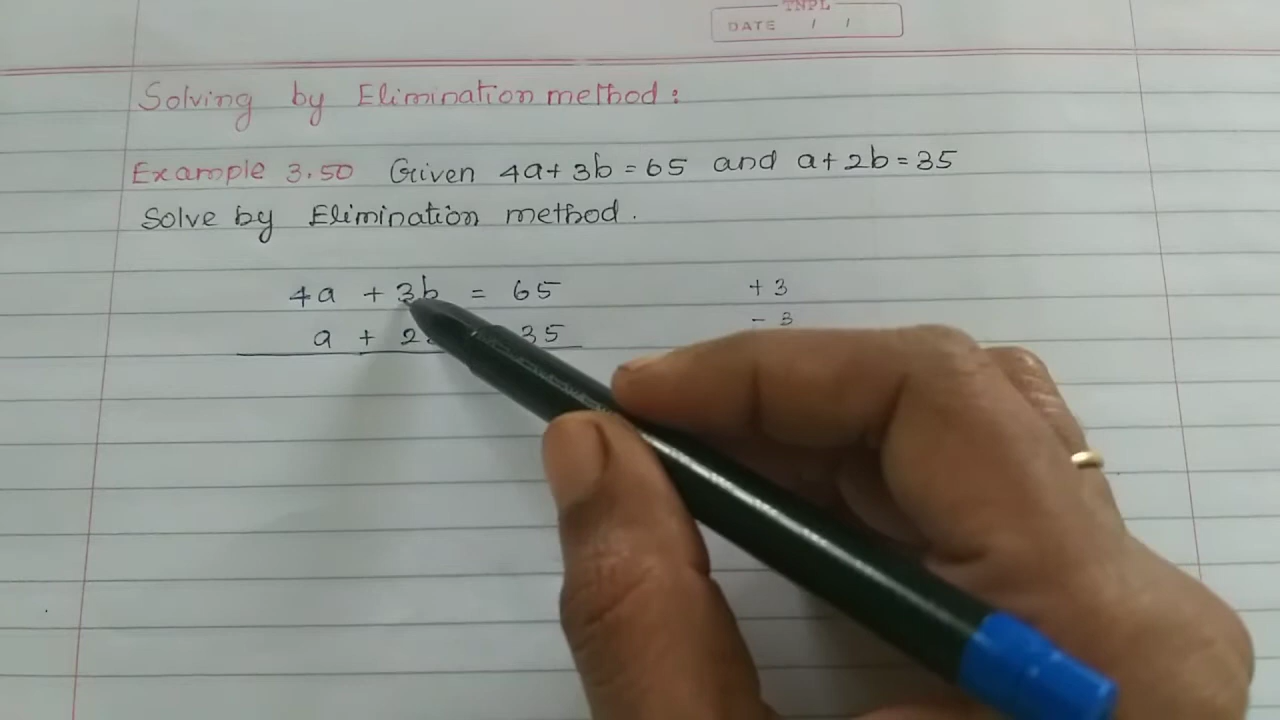 TNPL
DATE / /
Solving by Elimination method:
Example 3.50 Given 4a+ 3b = 65 and a+ 2b = 35
Solve by Elimination method.
4a + 3b = 65 + 3
a + 2 35 - 3